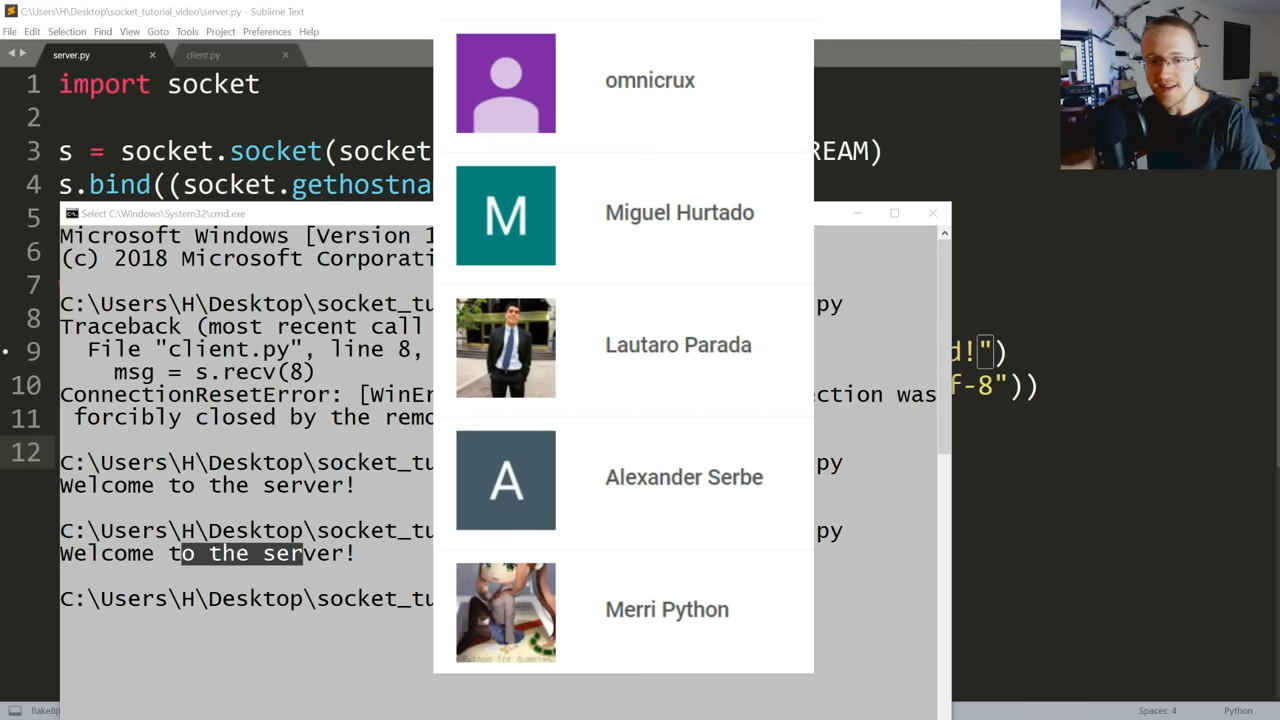 C:\Users\H\Desktop\socket_tutorial_video\server.py - Sublime Text
File Edit Selection Find View Goto Tools Project Preferences Help
server.py × client.py ×
1 import socket
2
3 s = socket.socket(socket REAM)
4 s.bind((socket.gethostna
5
6
7
8
9 d!")
10 f-8"))
11
12
Select C:\Windows\System32\cmd.exe
Microsoft Windows [Version 1
(c) 2018 Microsoft Corporati
C:\Users\H\Desktop\socket_tu py
Traceback (most recent call
File "client.py", line 8,
msg = s.recv(8)
ConnectionResetError: [WinEr ction was
forcibly closed by the remo
C:\Users\H\Desktop\socket_tu py
Welcome to the server!
C:\Users\H\Desktop\socket_tu py
Welcome to the server!
C:\Users\H\Desktop\socket_tu
omnicrux
M
Miguel Hurtado
Lautaro Parada
A
Alexander Serbe
Merri Python
Spaces: 4 Python